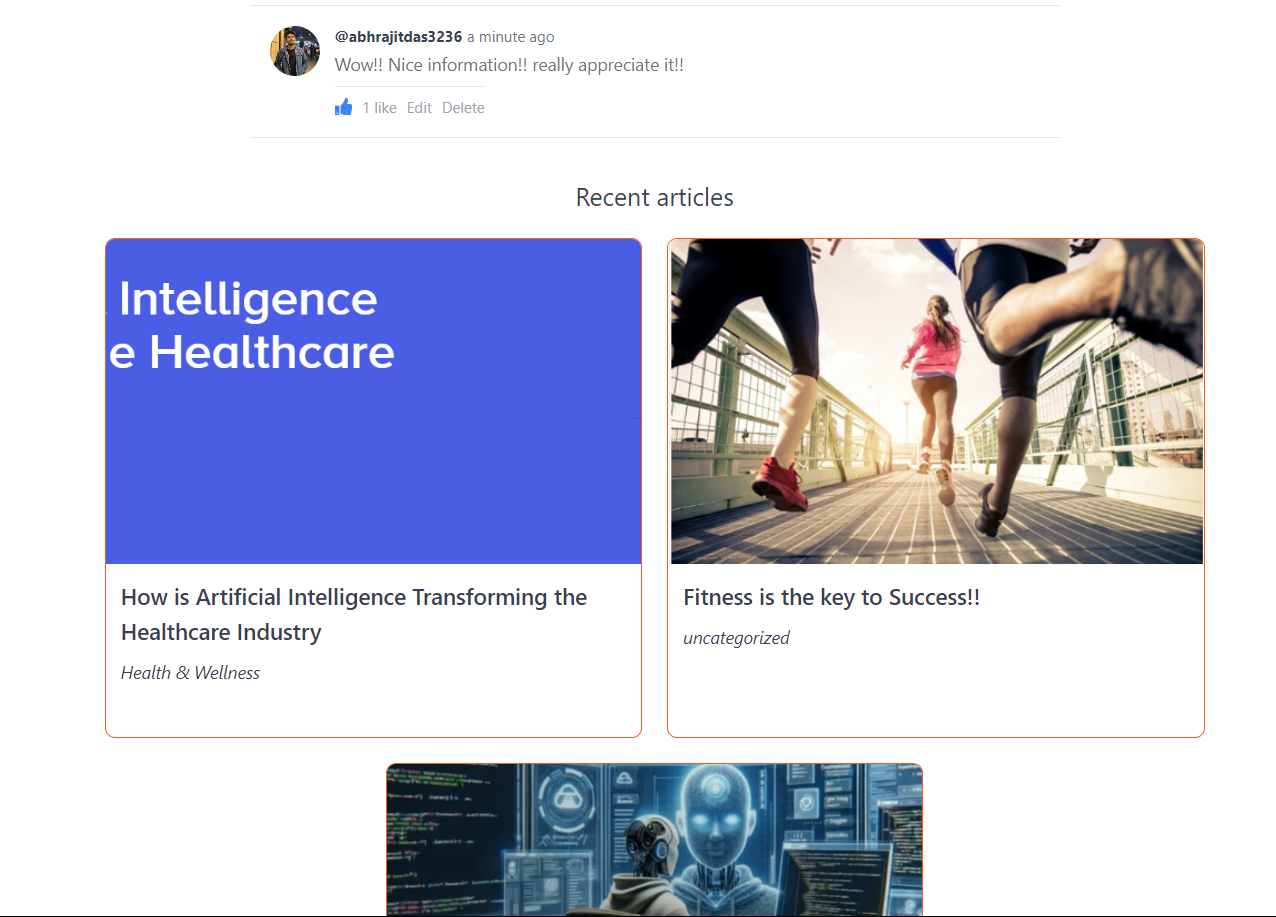 @abhrajitdas3236 a minute ago
Wow!! Nice information!! really appreciate it!!
1 like Edit Delete
Recent articles
Intelligence
e Healthcare
How is Artificial Intelligence Transforming the
Healthcare Industry
Health & Wellness
Fitness is the key to Success!!
uncategorized